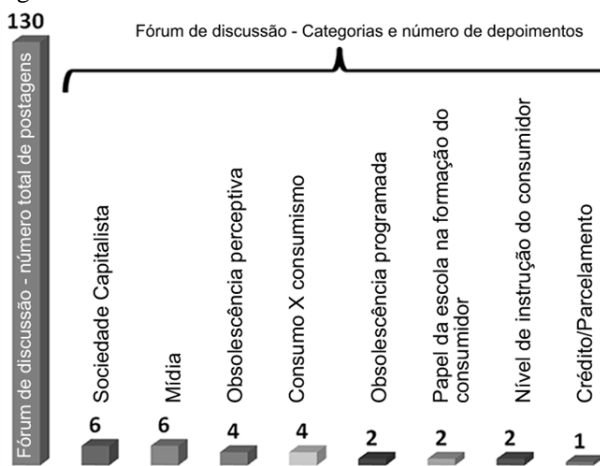 130
Fórum de discussão - Categorias e número de depoimentos
Fórum de discussão - número total de postagens
Sociedade Capitalista
Mídia
Obsolescência perceptiva
Consumo X consumismo
Obsolescência programada
Papel da escola na formação do
consumidor
Nível de instrução do consumidor
Crédito/Parcelamento
6
6
4
4
2
2
2
1